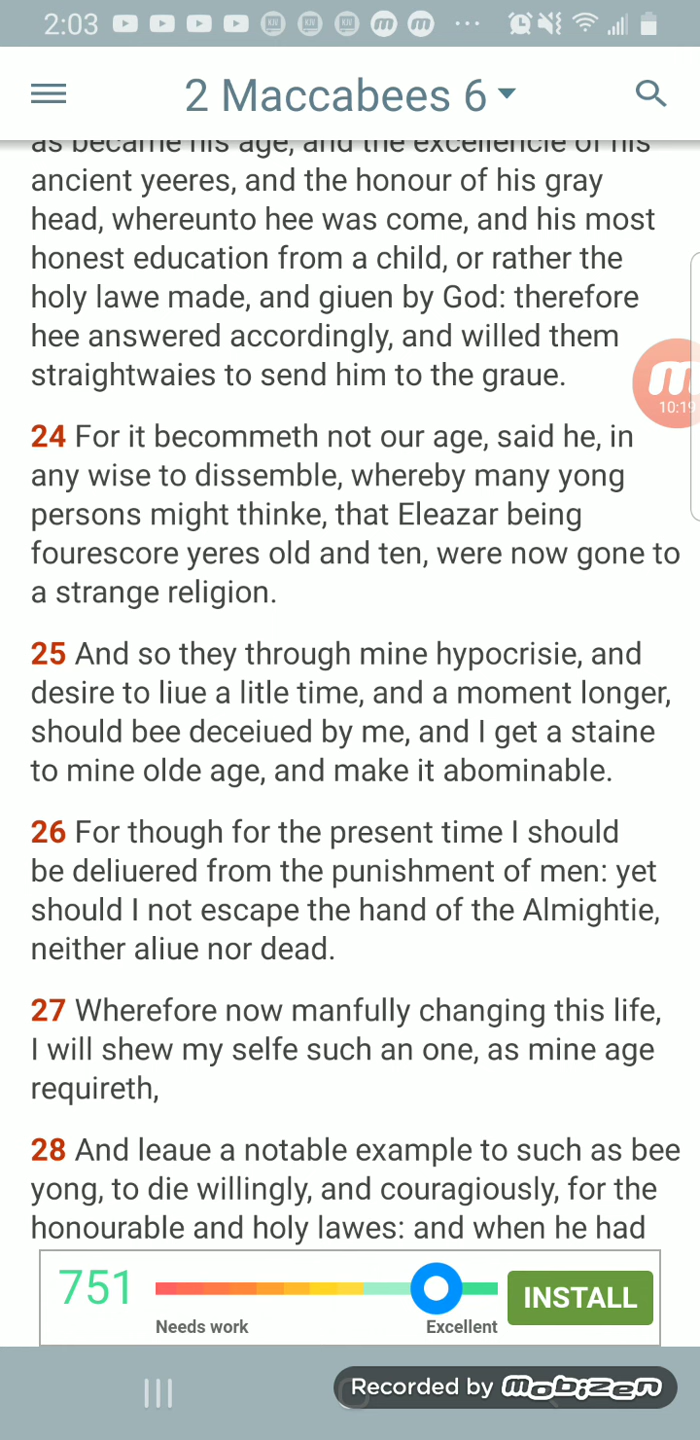 2:03
2 Maccabees 6
as became his age, and the excellencie of his
ancient yeeres, and the honour of his gray
head, whereunto hee was come, and his most
honest education from a child, or rather the
holy lawe made, and giuen by God: therefore
hee answered accordingly, and willed them
straightwaies to send him to the graue.
m
10:19
24 For it becommeth not our age, said he, in
any wise to dissemble, whereby many yong
persons might thinke, that Eleazar being
fourescore yeres old and ten, were now gone to
a strange religion.
25 And so they through mine hypocrisie, and
desire to liue a litle time, and a moment longer,
should bee deceiued by me, and I get a staine
to mine olde age, and make it abominable.
26 For though for the present time I should
be deliuered from the punishment of men: yet
should I not escape the hand of the Almightie,
neither aliue nor dead.
27 Wherefore now manfully changing this life,
I will shew my selfe such an one, as mine age
requireth,
28 And leaue a notable example to such as bee
yong, to die willingly, and couragiously, for the
honourable and holy lawes: and when he had
751
Needs work
Excellent
INSTALL
Recorded by mobizen